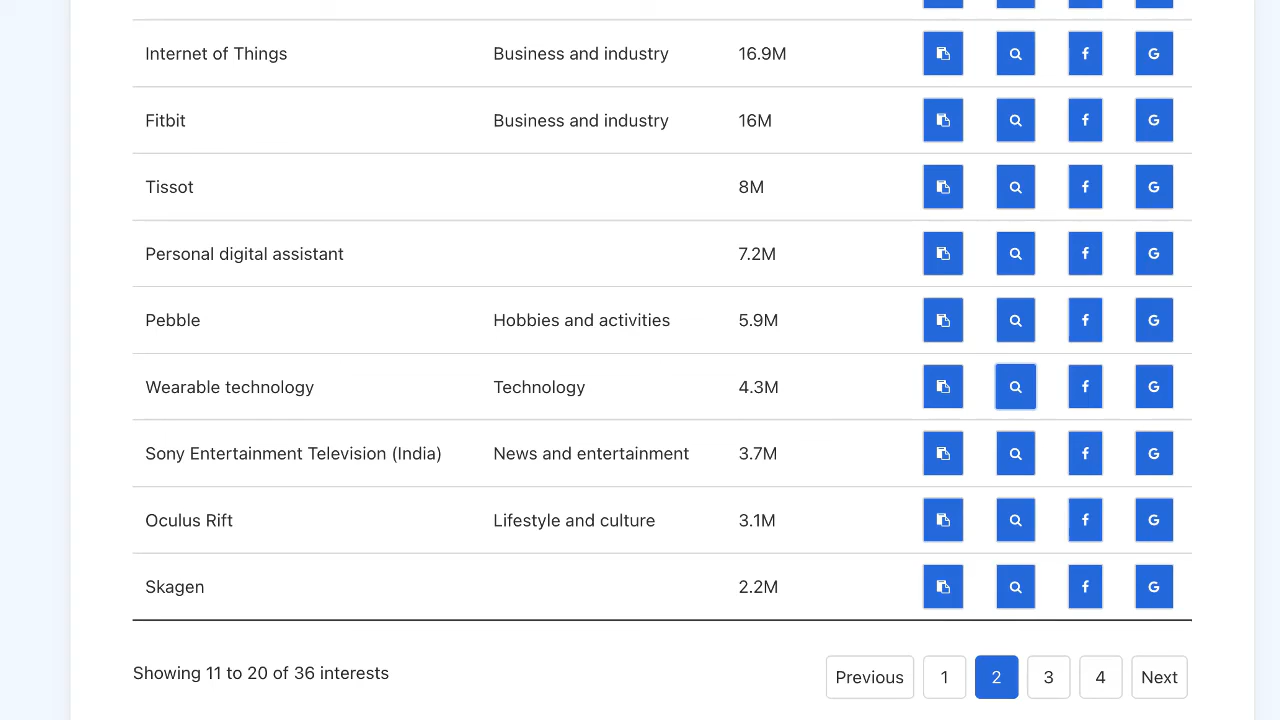 Internet of Things Business and industry 16.9M G
Fitbit Business and industry 16M G
Tissot 8M G
Personal digital assistant 7.2M G
Pebble Hobbies and activities 5.9M G
Wearable technology Technology 4.3M G
Sony Entertainment Television (India) News and entertainment 3.7M G
Oculus Rift Lifestyle and culture 3.1M G
Skagen 2.2M G
Showing 11 to 20 of 36 interests Previous 1 2 3 4 Next